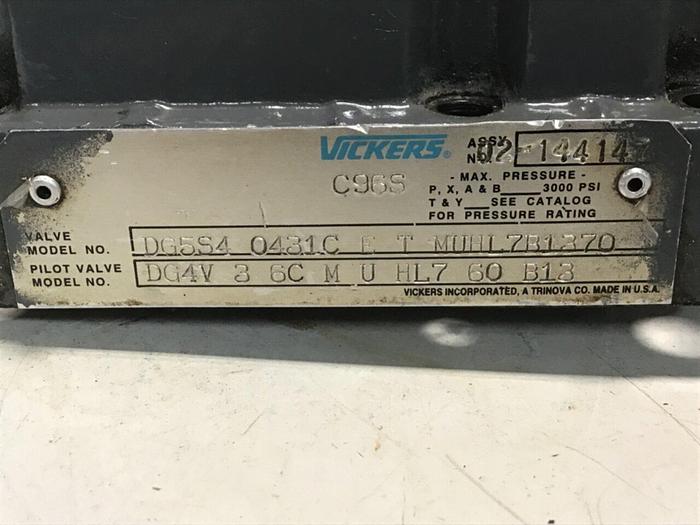 VICKERS®
ASSY. NO. 02-144147
C96S
- MAX. PRESSURE -
P, X, A & B 3000 PSI
T & Y SEE CATALOG
FOR PRESSURE RATING
VALVE MODEL NO. DG5S4 0431C E T MUHL7B1370
PILOT VALVE MODEL NO. DG4V 3 6C M U HL7 60 B13
VICKERS INCORPORATED, A TRINOVA CO. MADE IN U.S.A.